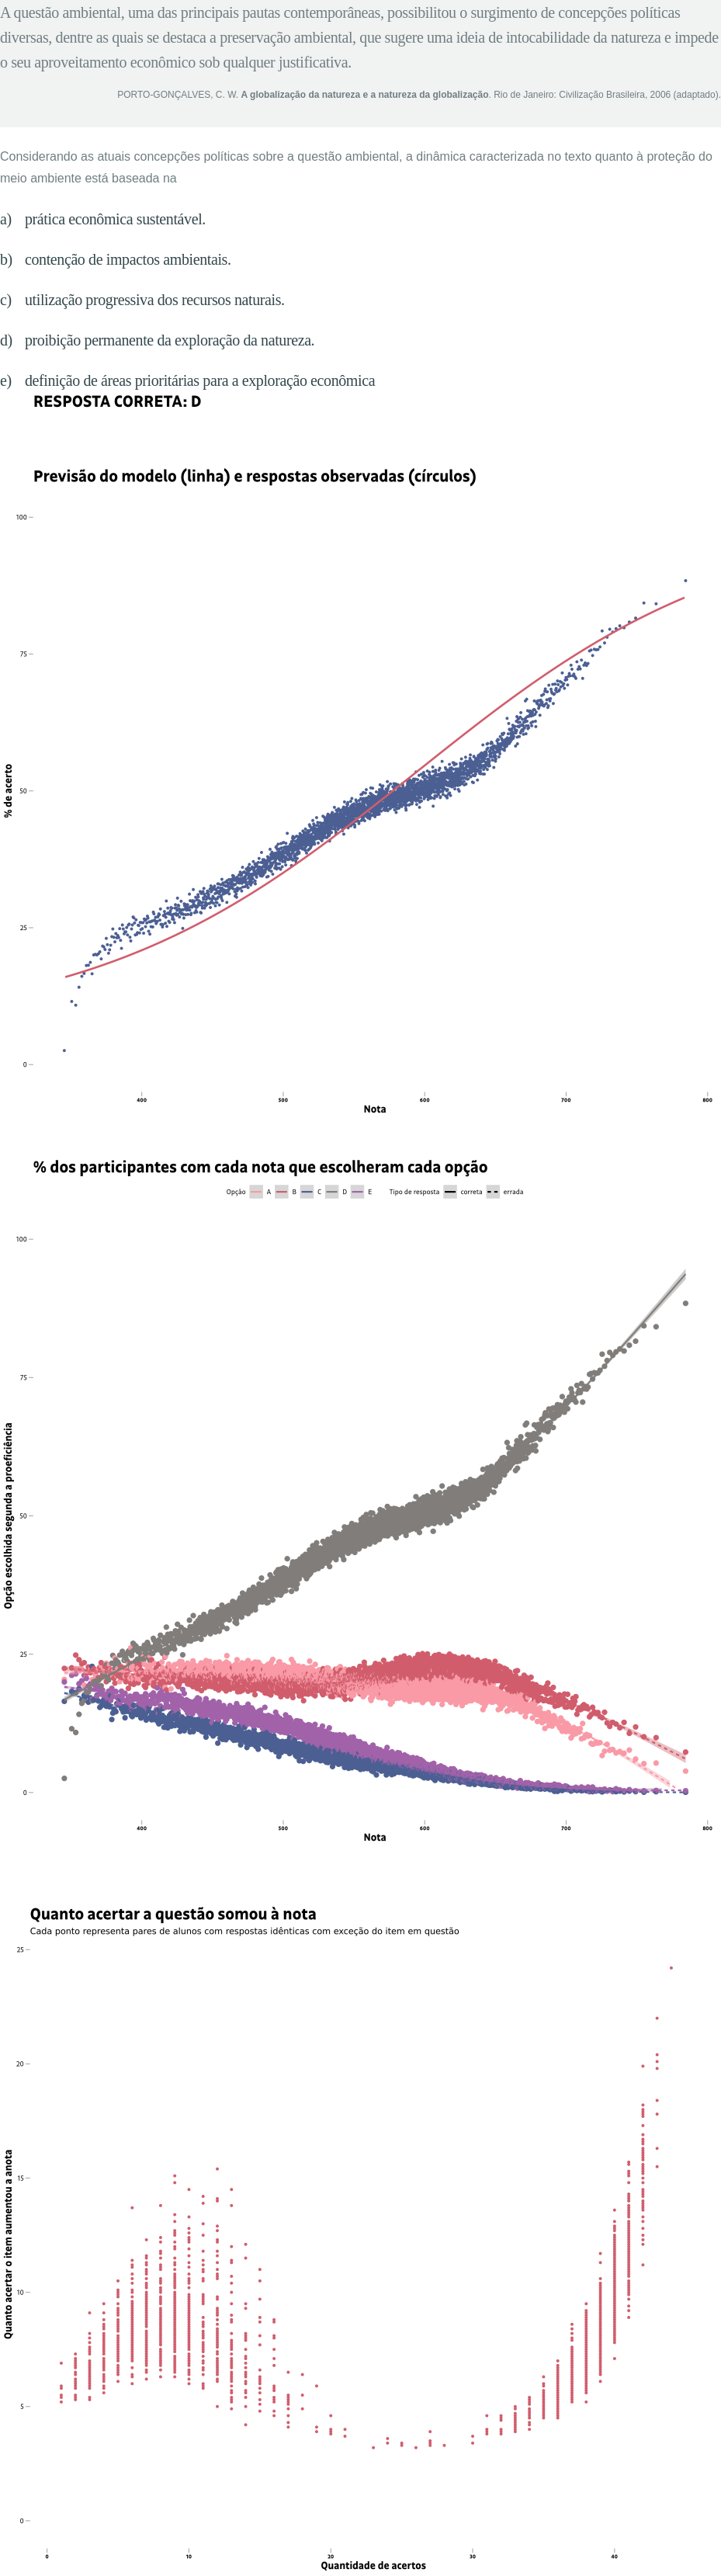 A questão ambiental, uma das principais pautas contemporâneas, possibilitou o surgimento de concepções políticas
diversas, dentre as quais se destaca a preservação ambiental, que sugere uma ideia de intocabilidade da natureza e impede
o seu aproveitamento econômico sob qualquer justificativa.
PORTO-GONÇALVES, C. W. A globalização da natureza e a natureza da globalização. Rio de Janeiro: Civilização Brasileira, 2006 (adaptado).
Considerando as atuais concepções políticas sobre a questão ambiental, a dinâmica caracterizada no texto quanto à proteção do
meio ambiente está baseada na
a) prática econômica sustentável.
b) contenção de impactos ambientais.
c) utilização progressiva dos recursos naturais.
d) proibição permanente da exploração da natureza.
e) definição de áreas prioritárias para a exploração econômica
RESPOSTA CORRETA: D
Previsão do modelo (linha) e respostas observadas (círculos)
100
75
50
25
0
% de acerto
400 500 600 700 800
Nota
% dos participantes com cada nota que escolheram cada opção
Opção A B C D E Tipo de resposta correta errada
100
75
50
25
0
Opção escolhida segunda a proeficiência
400 500 600 700 800
Nota
Quanto acertar a questão somou à nota
Cada ponto representa pares de alunos com respostas idênticas com exceção do item em questão
25
20
15
10
5
0
Quanto acertar o item aumentou a anota
0 10 20 30 40
Quantidade de acertos